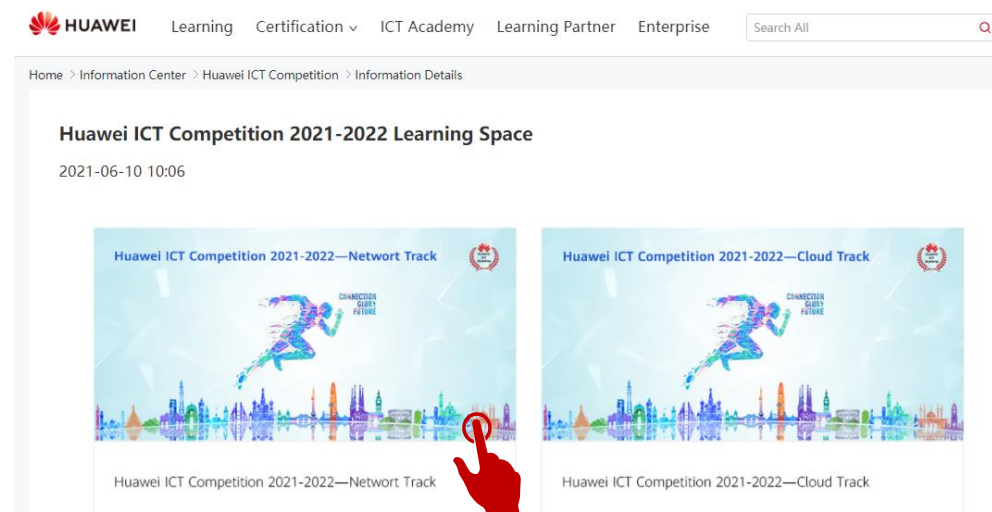 HUAWEI Learning Certification ICT Academy Learning Partner Enterprise Search All
Home > Information Center > Huawei ICT Competition > Information Details
Huawei ICT Competition 2021-2022 Learning Space
2021-06-10 10:06
Huawei ICT Competition 2021-2022—Networt Track
CONNECTION
GLORY
FUTURE
Huawei ICT Competition 2021-2022—Cloud Track
CONNECTION
GLORY
FUTURE
Huawei ICT Competition 2021-2022—Networt Track
Huawei ICT Competition 2021-2022—Cloud Track